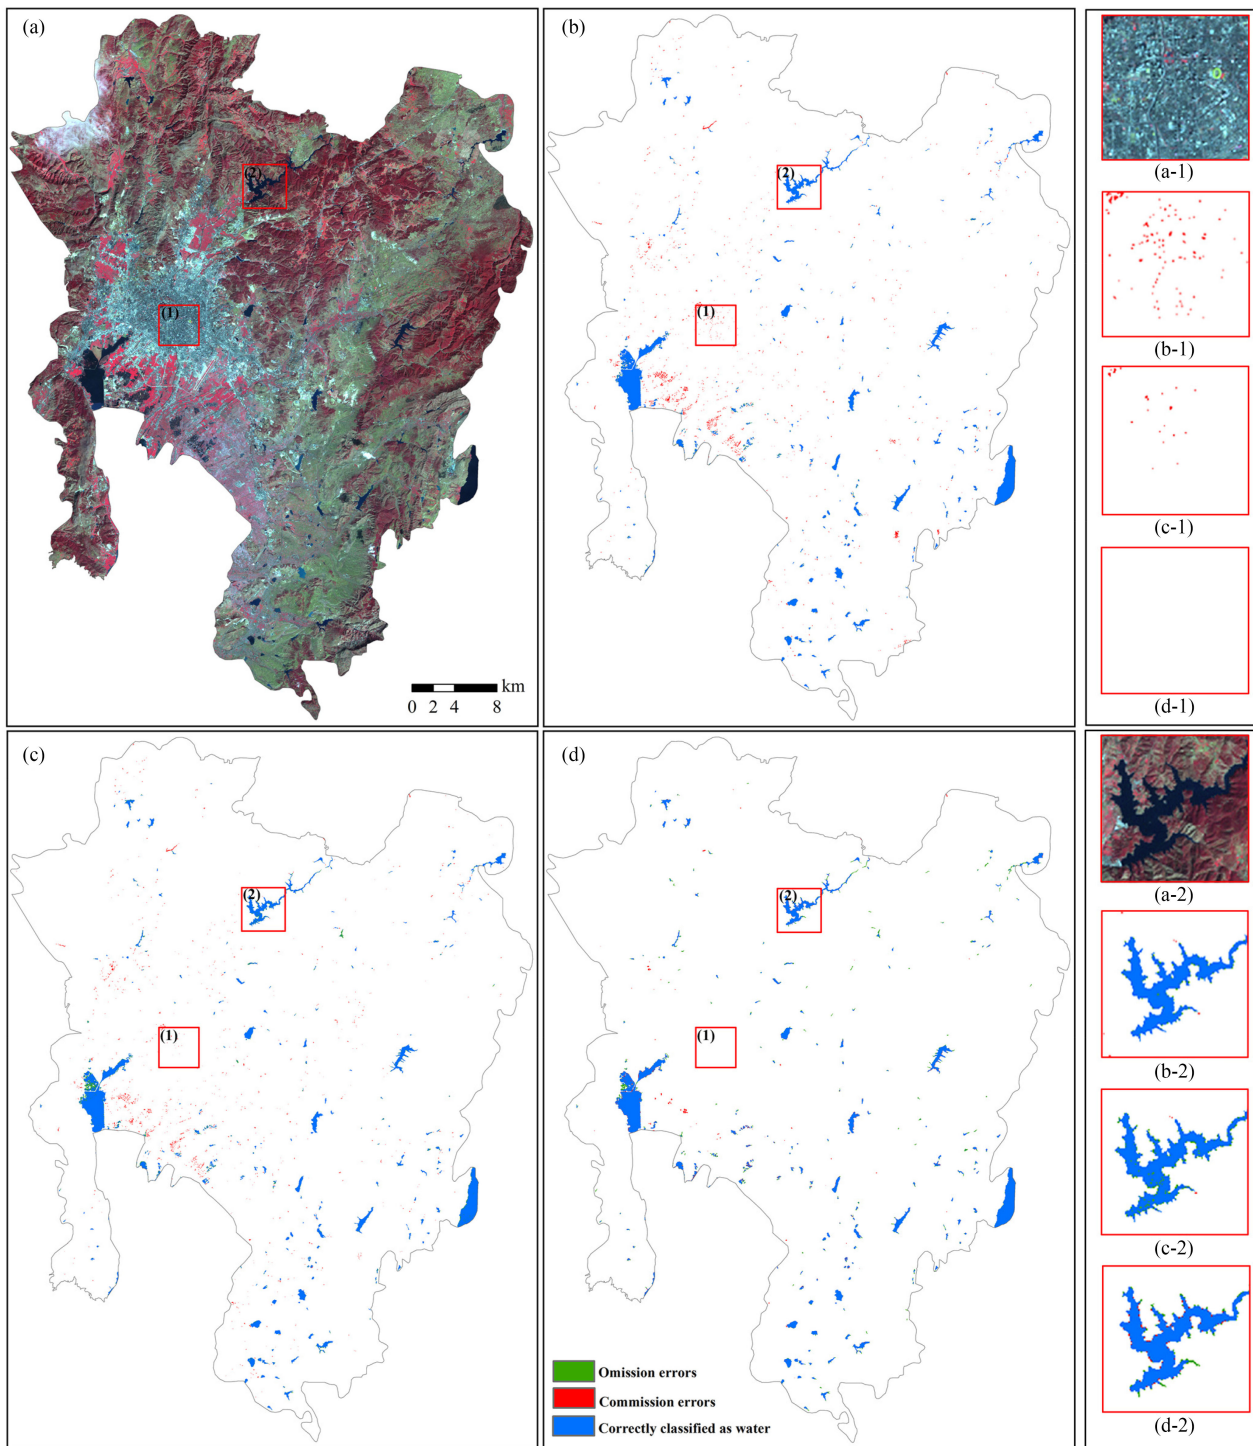 (a)
(2)
(1)
km
0 2 4 8
(b)
(2)
(1)
(a-1)
(b-1)
(c-1)
(d-1)
(c)
(2)
(1)
(d)
(2)
(1)
Omission errors
Commission errors
Correctly classified as water
(a-2)
(b-2)
(c-2)
(d-2)